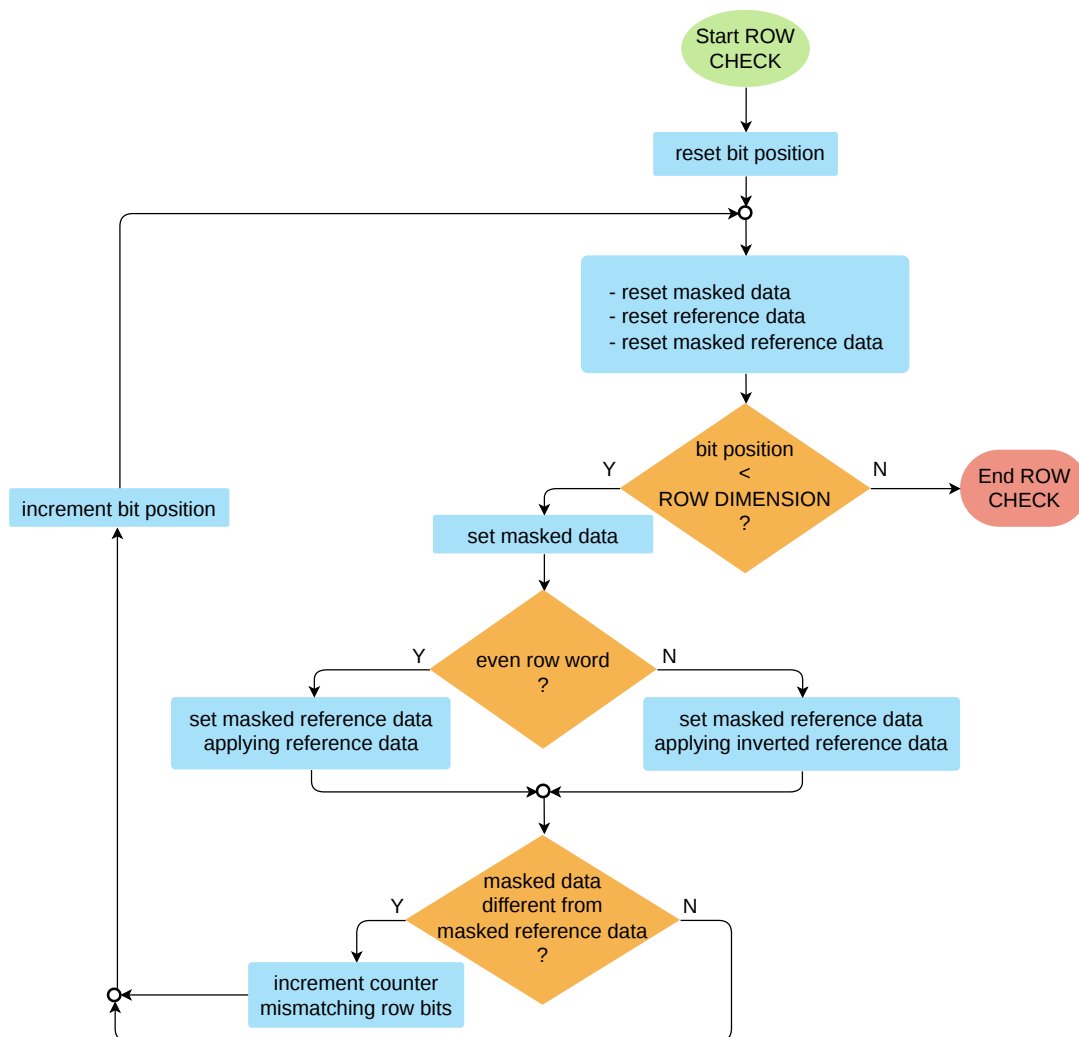 Start ROW
CHECK
reset bit position
- reset masked data
- reset reference data
- reset masked reference data
bit position
<
ROW DIMENSION
?
Y
N
End ROW
CHECK
increment bit position
set masked data
even row word
?
Y
N
set masked reference data
applying reference data
set masked reference data
applying inverted reference data
masked data
different from
masked reference data
?
Y
N
increment counter
mismatching row bits